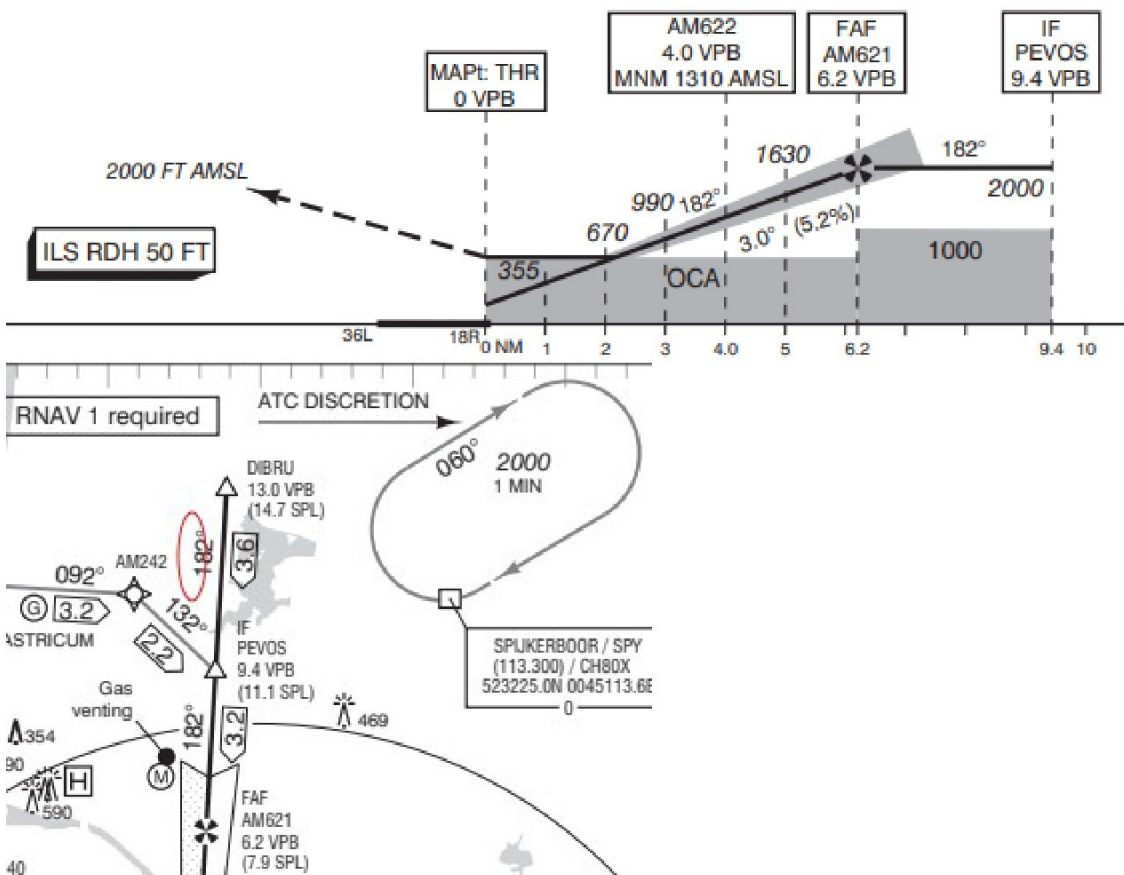 AM622
4.0 VPB
MNM 1310 AMSL
FAF
AM621
6.2 VPB
IF
PEVOS
9.4 VPB
MAPt: THR
0 VPB
2000 FT AMSL
ILS RDH 50 FT
355
670
990
182°
1630
3.0°
(5.2%)
182°
2000
1000
OCA
36L
18R
0 NM
1
2
3
4.0
5
6.2
9.4
10
RNAV 1 required
ATC DISCRETION
060°
2000
1 MIN
DIBRU
13.0 VPB
(14.7 SPL)
182°
3.6
AM242
092°
G
3.2
132°
2.2
ASTRICUM
IF
PEVOS
9.4 VPB
(11.1 SPL)
SPIJKERBOOR / SPY
(113.300) / CH80X
523225.0N 0045113.6E
0
Gas
venting
M
182°
3.2
469
354
90
H
590
FAF
AM621
6.2 VPB
(7.9 SPL)
40